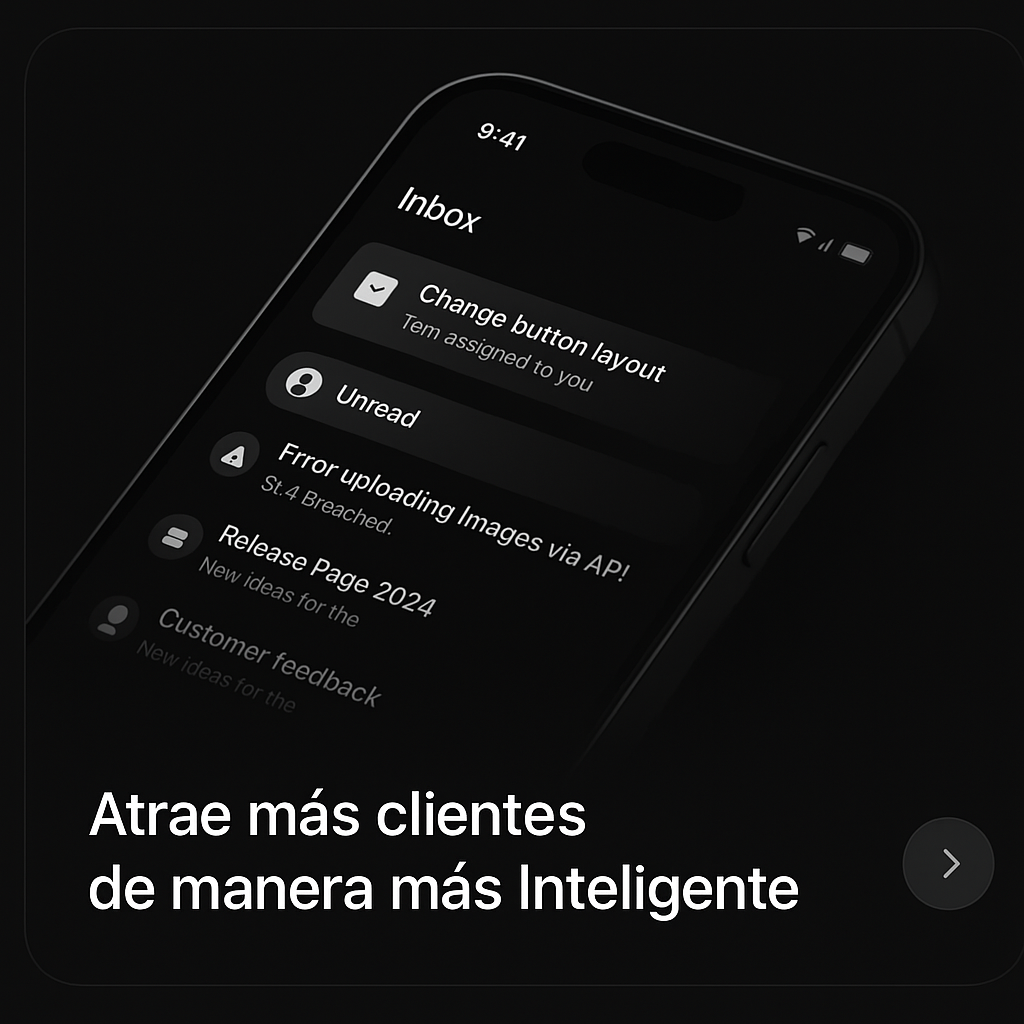 9:41
Inbox
Change button layout
Tem assigned to you
Unread
Frror uploading Images via AP!
St.4 Breached.
Release Page 2024
New ideas for the
Customer feedback
New ideas for the
Atrae más clientes
de manera más Inteligente